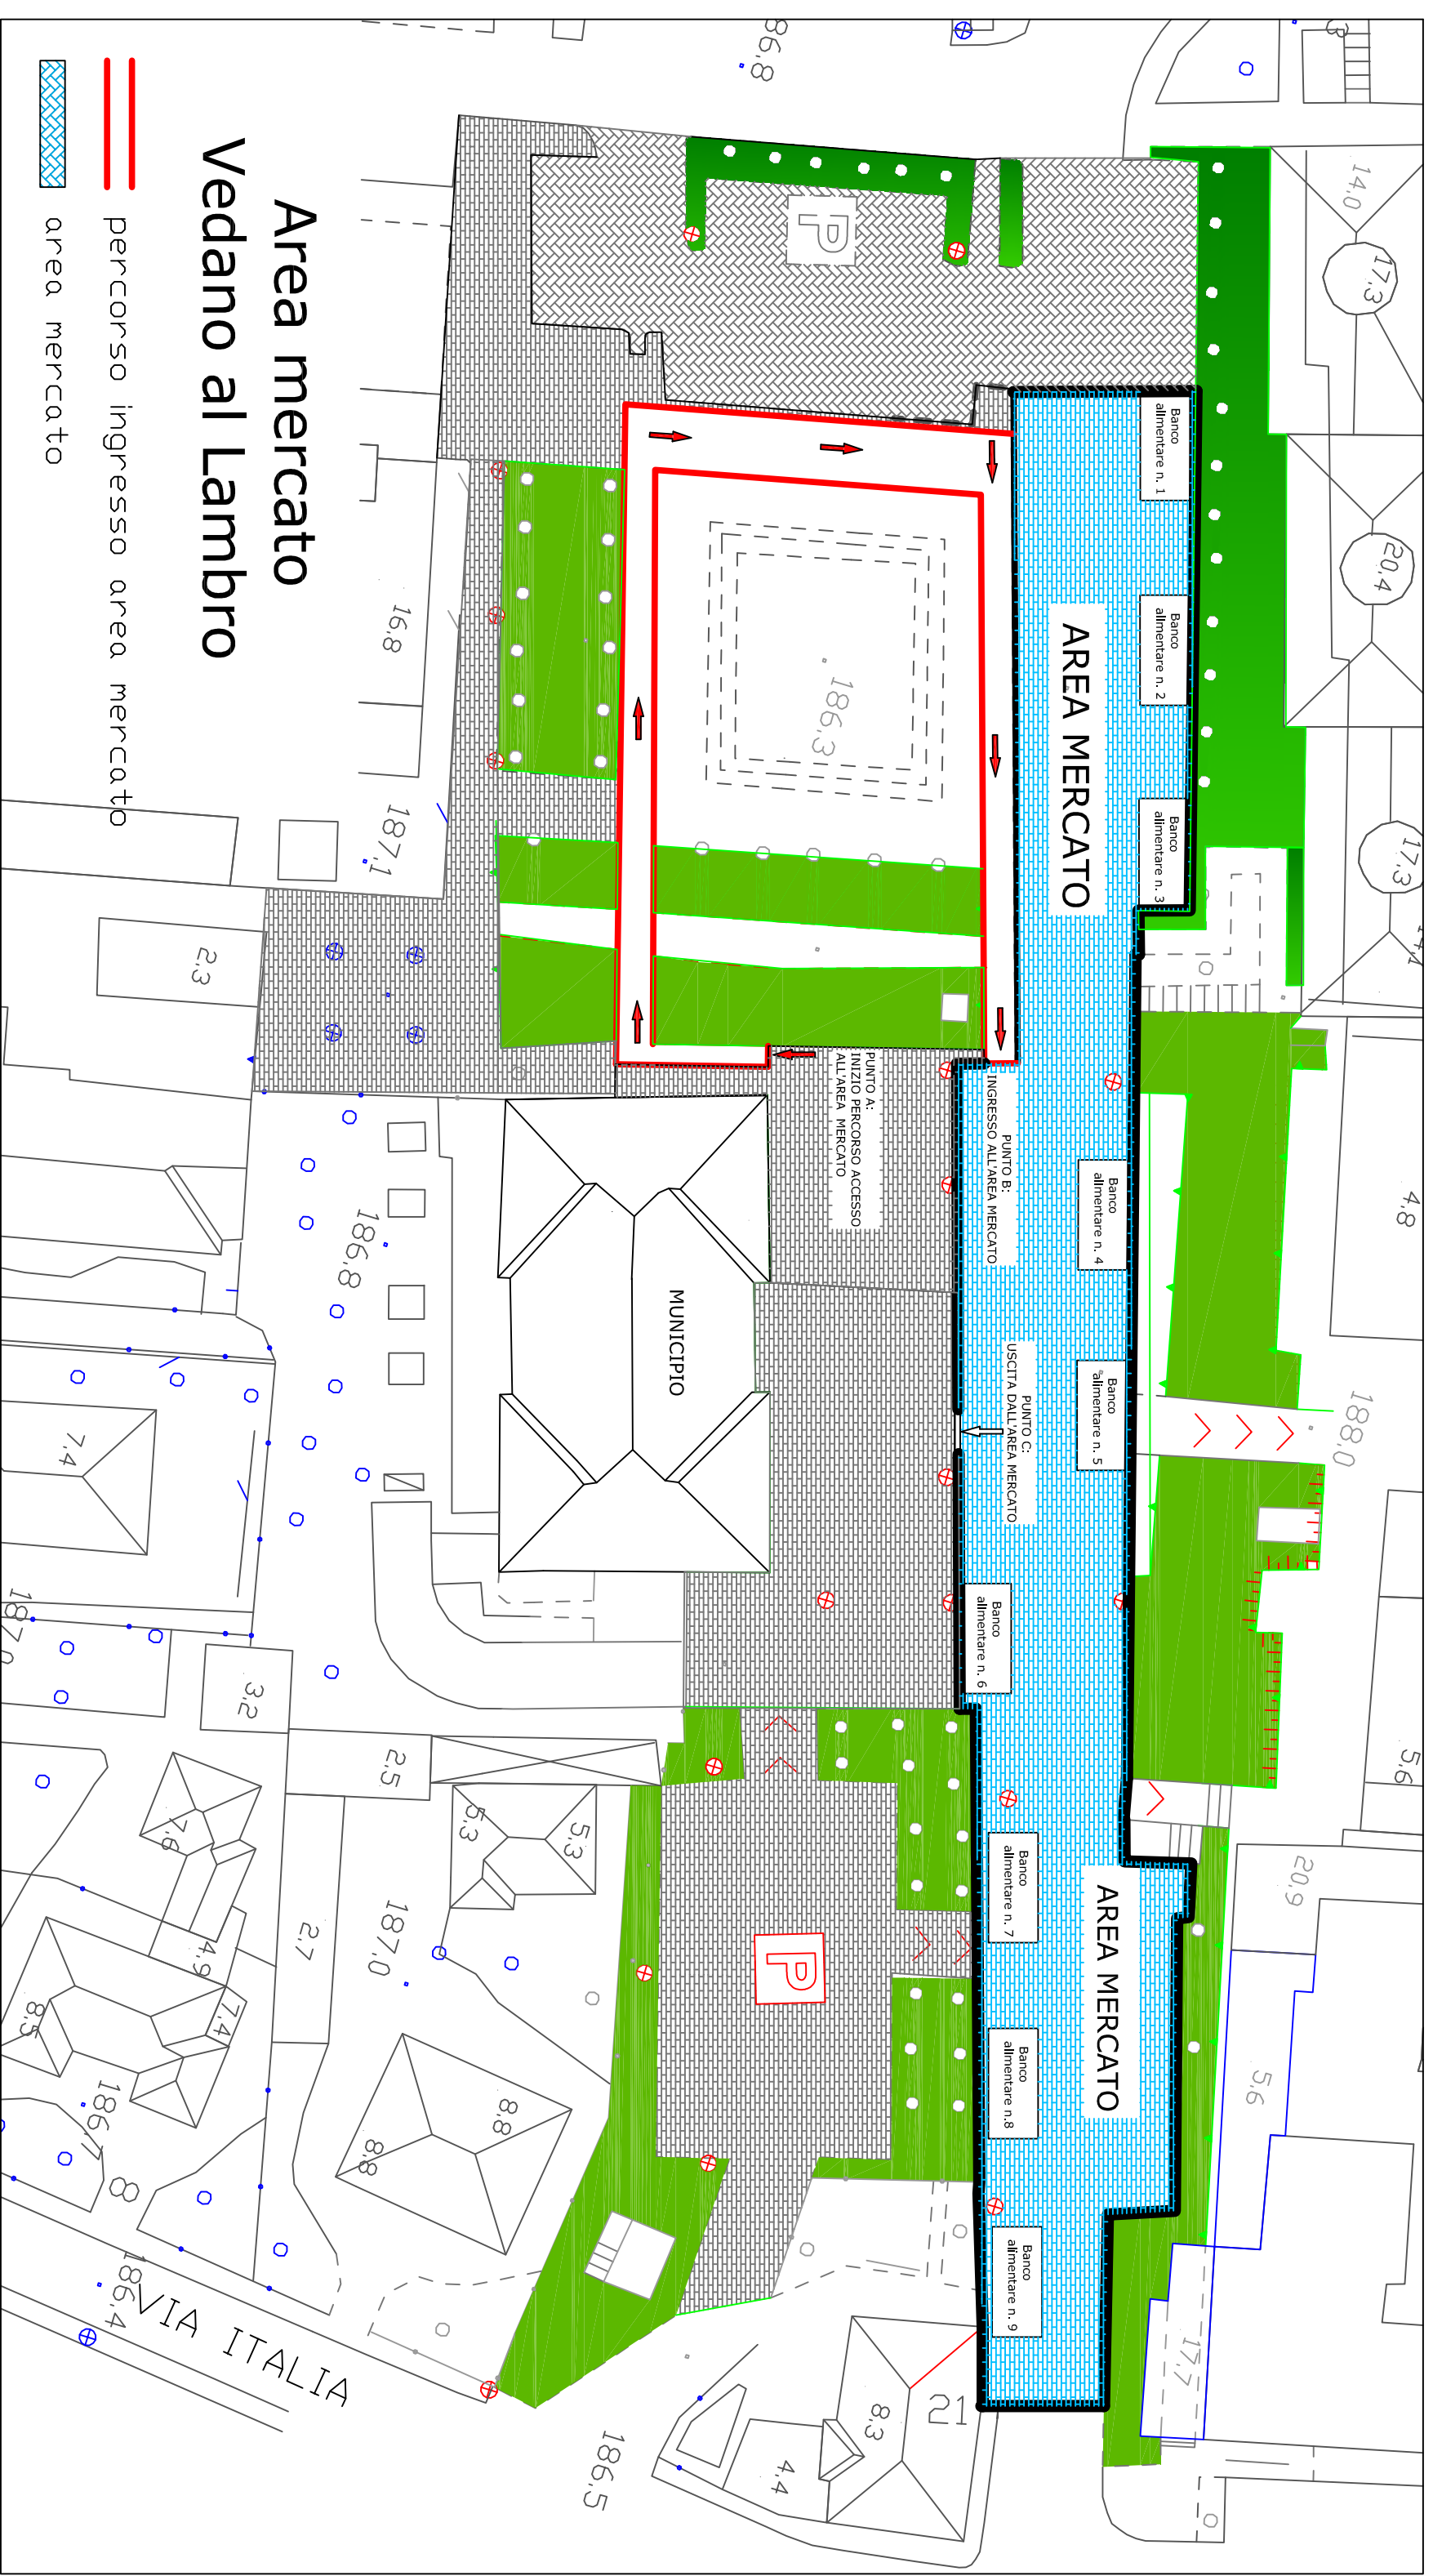 Area mercato
Vedano al Lambro
percorso ingresso area mercato
area mercato
14.0
17.3
20.4
17.3
4.8
188.0
5.6
20.9
5.6
17.7
Banco
alimentare n. 1
Banco
alimentare n. 2
Banco
alimentare n. 3
Banco
alimentare n. 4
Banco
alimentare n. 5
Banco
alimentare n. 6
Banco
alimentare n. 7
Banco
alimentare n.8
Banco
alimentare n. 9
AREA MERCATO
AREA MERCATO
PUNTO B:
INGRESSO ALL'AREA MERCATO
PUNTO C:
USCITA DALL'AREA MERCATO
PUNTO A:
INIZIO PERCORSO ACCESSO
ALL'AREA MERCATO
86.8
P
186.3
MUNICIPIO
P
21
8.3
4.4
186.5
16.8
187.1
186.8
2.5
5.3
5.3
187.0
8.8
8.8
2.3
7.4
187.0
3.2
7.6
2.7
4.9
7.4
8.5
186.7
8
186.4
VIA ITALIA